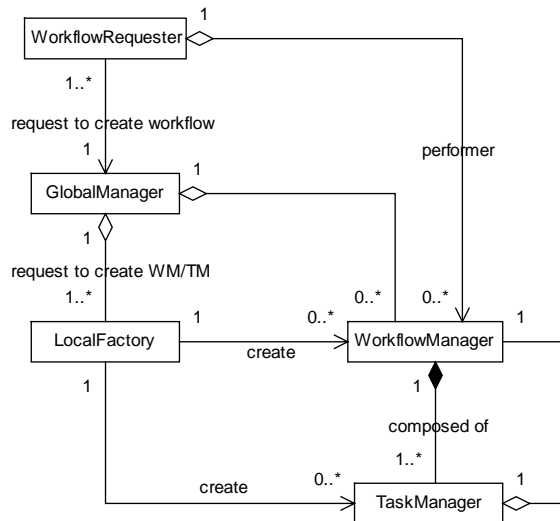 1
WorkflowRequester
1..*
request to create workflow
performer
1
1
GlobalManager
1
request to create WM/TM
1..*
0..*
0..*
1
0..*
1
LocalFactory
WorkflowManager
create
1
1
composed of
1..*
0..*
1
create
TaskManager